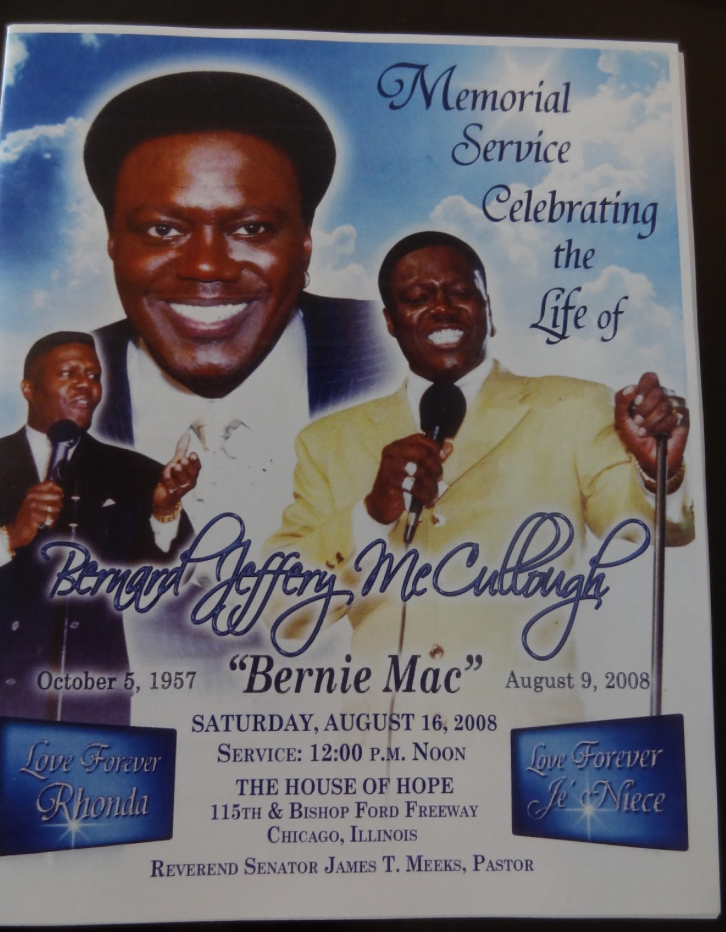 Memorial
Service
Celebrating
the
Life of
Bernard Jeffery McCullough
October 5, 1957
"Bernie Mac"
August 9, 2008
SATURDAY, AUGUST 16, 2008
SERVICE: 12:00 P.M. NOON
THE HOUSE OF HOPE
115TH & BISHOP FORD FREEWAY
CHICAGO, ILLINOIS
REVEREND SENATOR JAMES T. MEEKS, PASTOR
Love Forever
Rhonda
Love Forever
Je' Niece